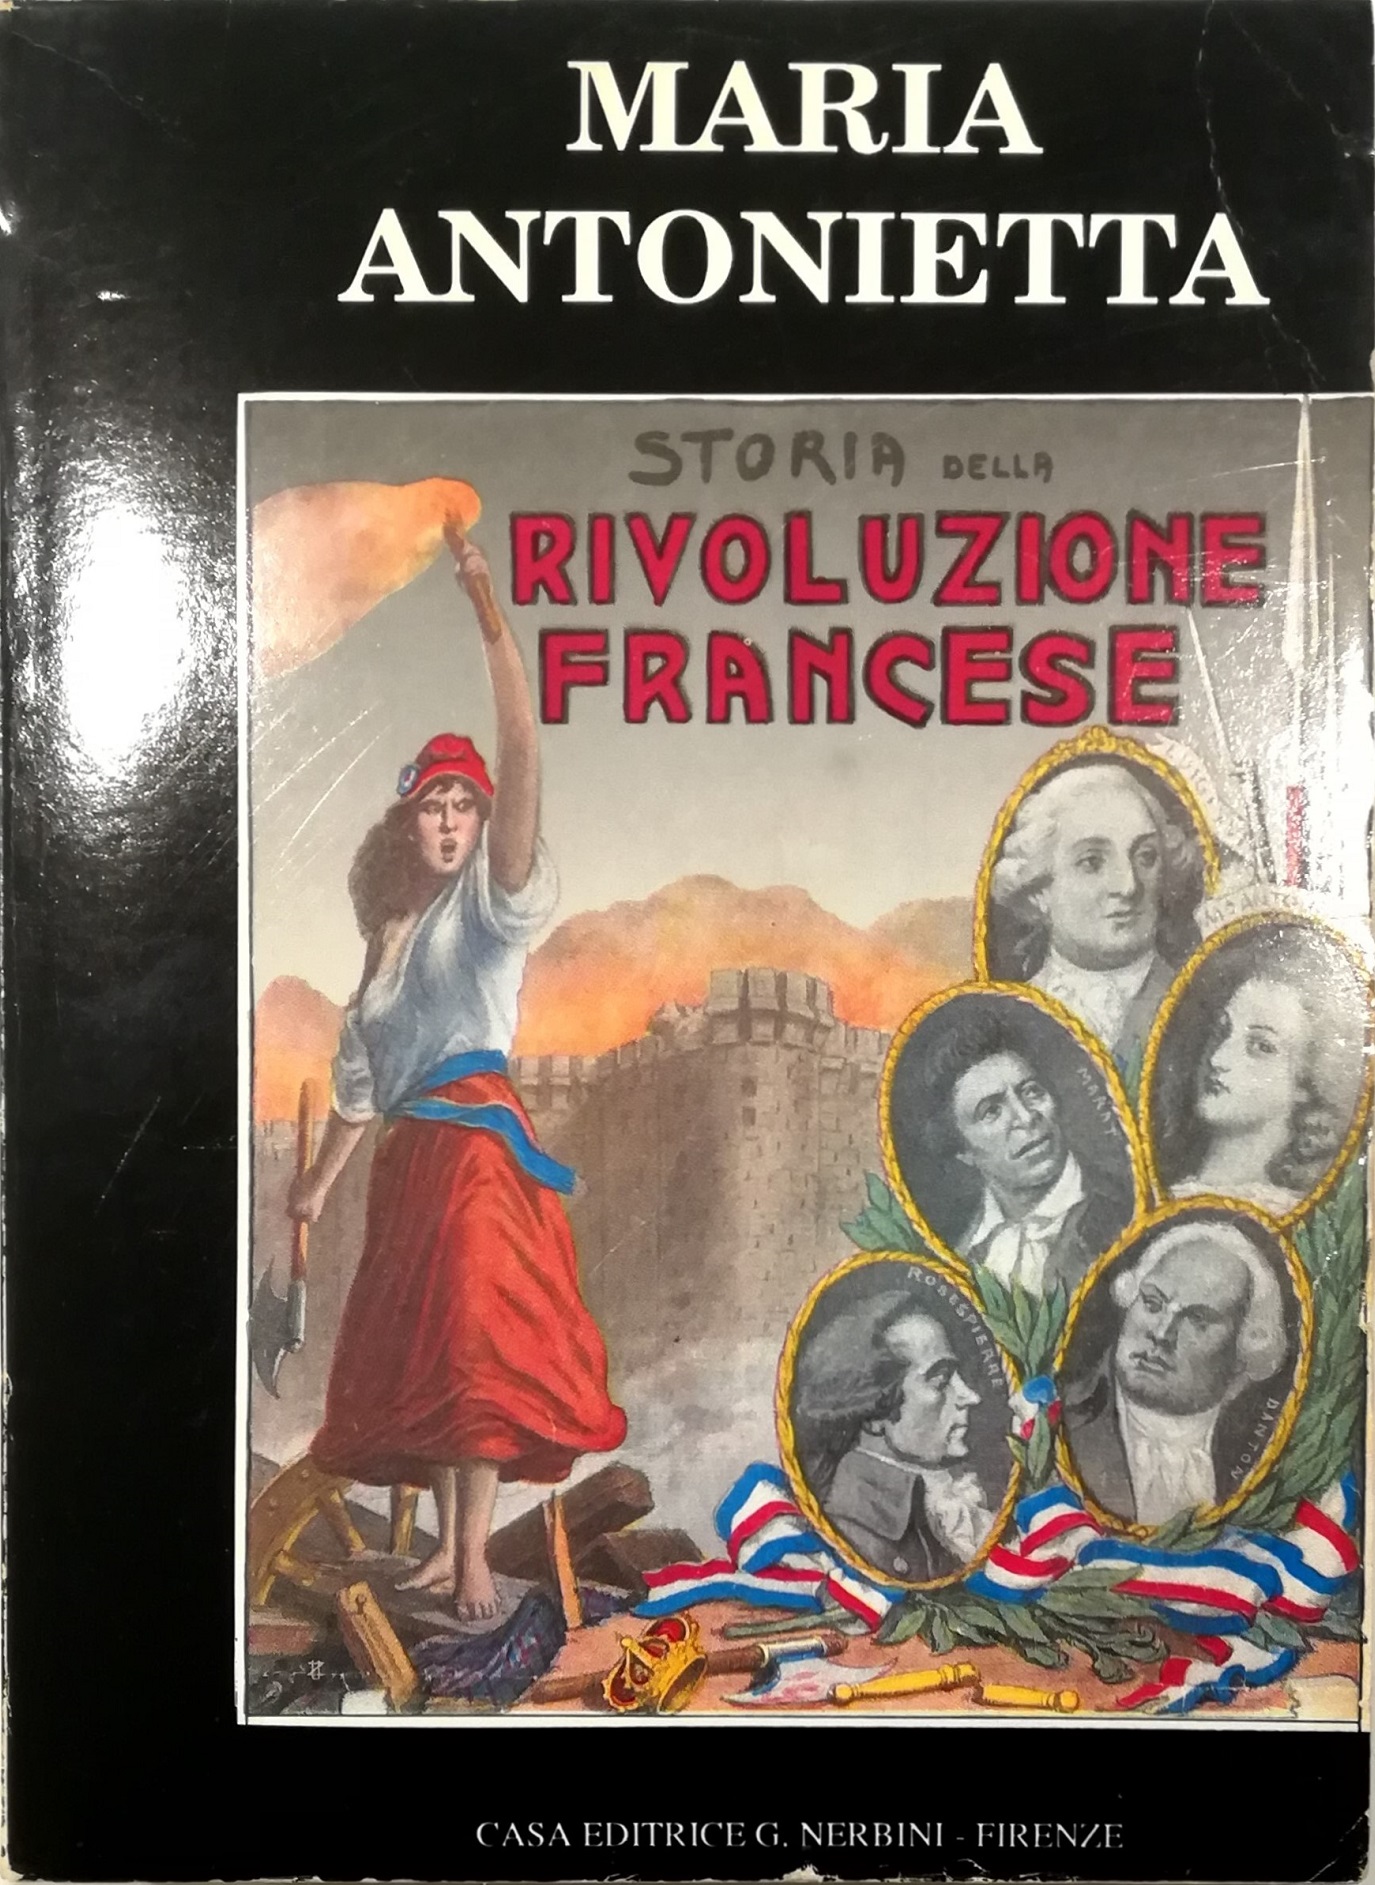 MARIA
ANTONIETTA
STORIA DELLA
RIVOLUZIONE
FRANCESE
MARAT
ROBESPIERRE
DANTON
CASA EDITRICE G. NERBINI - FIRENZE